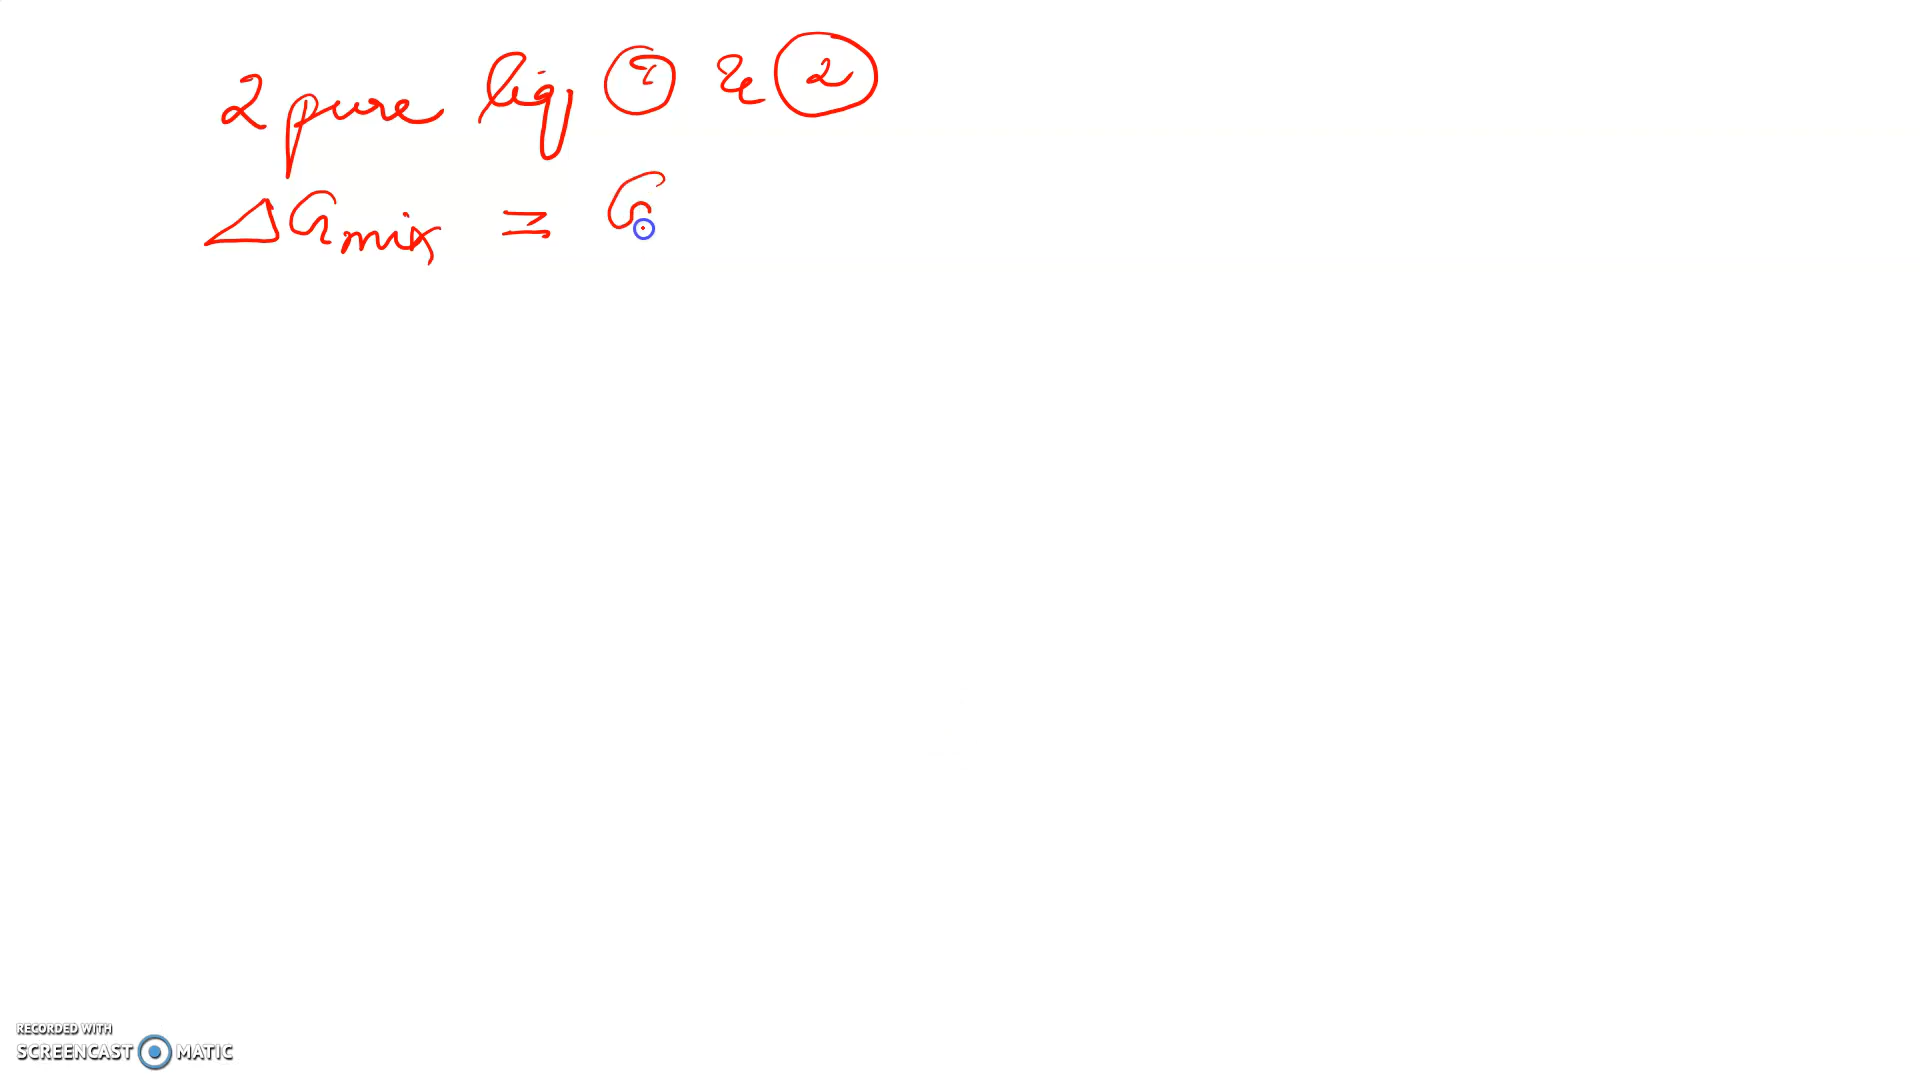 2 pure liq, 1 & 2
ΔGmix = G
RECORDED WITH
SCREENCAST MATIC